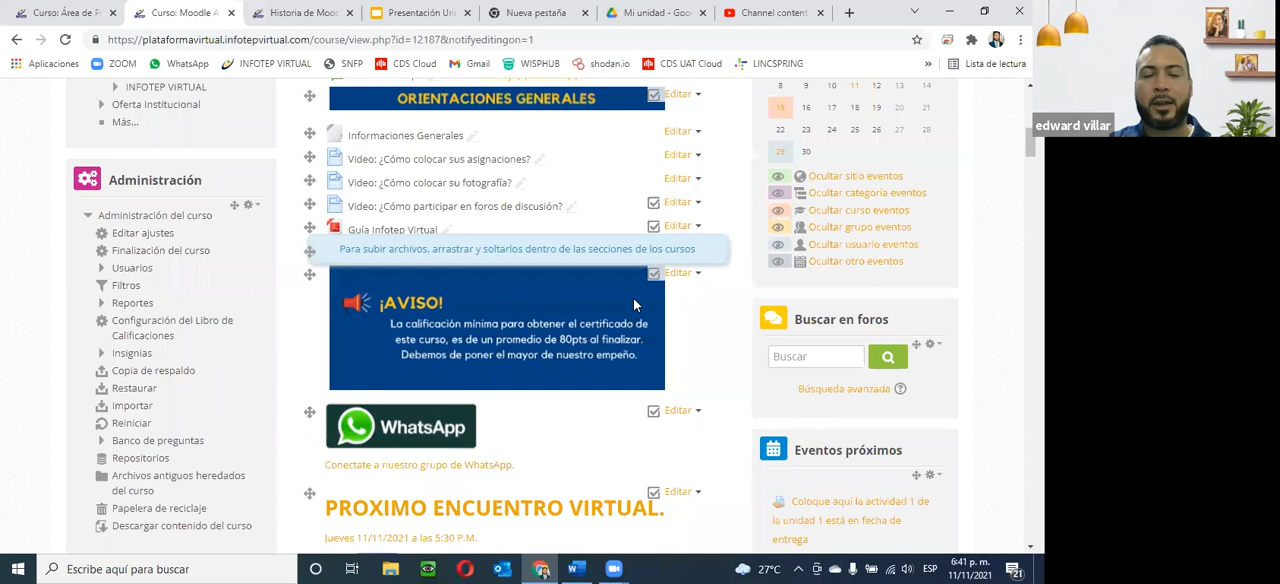 Curso: Área de P
Curso: Moodle A
Historia de Moo
Presentación Uni
Nueva pestaña
Mi unidad - Goo
Channel content
https://plataformavirtual.infotepvirtual.com/course/view.php?id=12187&notifyeditingon=1
Aplicaciones
ZOOM
WhatsApp
INFOTEP VIRTUAL
SNFP
CDS Cloud
Gmail
WISPHUB
shodan.io
CDS UAT Cloud
LINCSPRING
»
Lista de lectura
INFOTEP VIRTUAL
Oferta Institucional
Más...
Administración
Administración del curso
Editar ajustes
Finalización del curso
Usuarios
Filtros
Reportes
Configuración del Libro de
Calificaciones
Insignias
Copia de respaldo
Restaurar
Importar
Reiniciar
Banco de preguntas
Repositorios
Archivos antiguos heredados
del curso
Papelera de reciclaje
Descargar contenido del curso
ORIENTACIONES GENERALES
Editar
Informaciones Generales
Editar
Video: ¿Cómo colocar sus asignaciones?
Editar
Video: ¿Cómo colocar su fotografía?
Editar
Video: ¿Cómo participar en foros de discusión?
Editar
Guía Infotep Virtual
Editar
Para subir archivos, arrastrar y soltarlos dentro de las secciones de los cursos
Editar
¡AVISO!
La calificación mínima para obtener el certificado de
este curso, es de un promedio de 80pts al finalizar.
Debemos de poner el mayor de nuestro empeño.
WhatsApp
Editar
Conectate a nuestro grupo de WhatsApp.
PROXIMO ENCUENTRO VIRTUAL.
Editar
Jueves 11/11/2021 a las 5:30 P.M.
8 9 10 11 12 13 14
15 16 17 18 19 20 21
22 23 24 25 26 27 28
29 30
Ocultar sitio eventos
Ocultar categoría eventos
Ocultar curso eventos
Ocultar grupo eventos
Ocultar usuario eventos
Ocultar otro eventos
Buscar en foros
Buscar
Búsqueda avanzada
Eventos próximos
Coloque aquí la actividad 1 de
la unidad 1 está en fecha de
entrega
edward villar
Escribe aquí para buscar
27°C
ESP
6:41 p. m.
11/11/2021
21